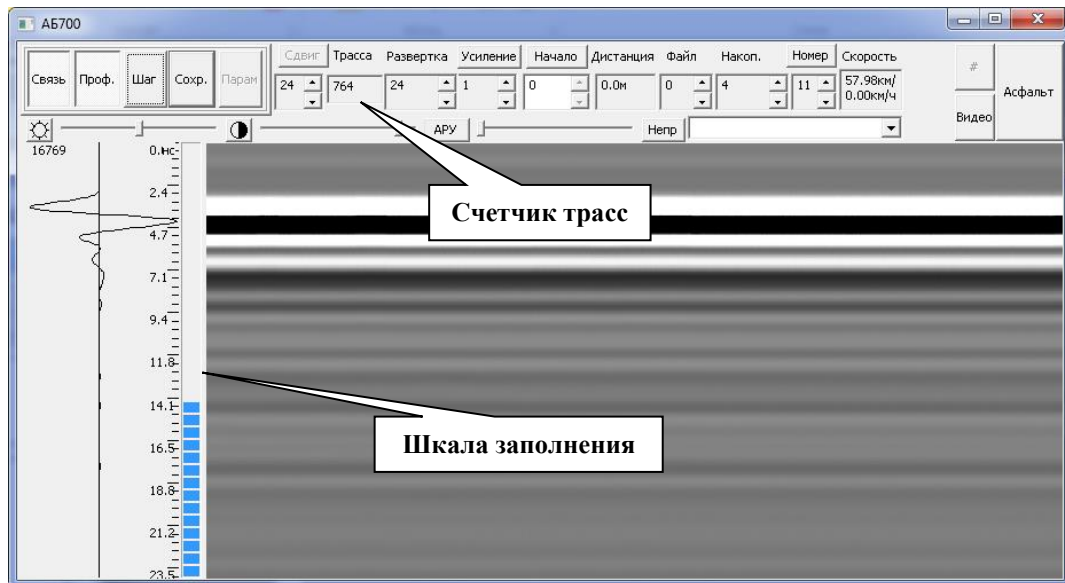 АБ700
Сдвиг Трасса Развертка Усиление Начало Дистанция Файл Накоп. Номер Скорость
Связь Проф. Шаг Сохр. Парам 24 764 24 1 0 0.0м 0 4 11 57.98км/ч
0.00км/ч
#
Видео
Асфальт
АРУ Непр
16769
0.нс
2.4
4.7
7.1
9.4
11.8
14.1
16.5
18.8
21.2
23.5
Счетчик трасс
Шкала заполнения